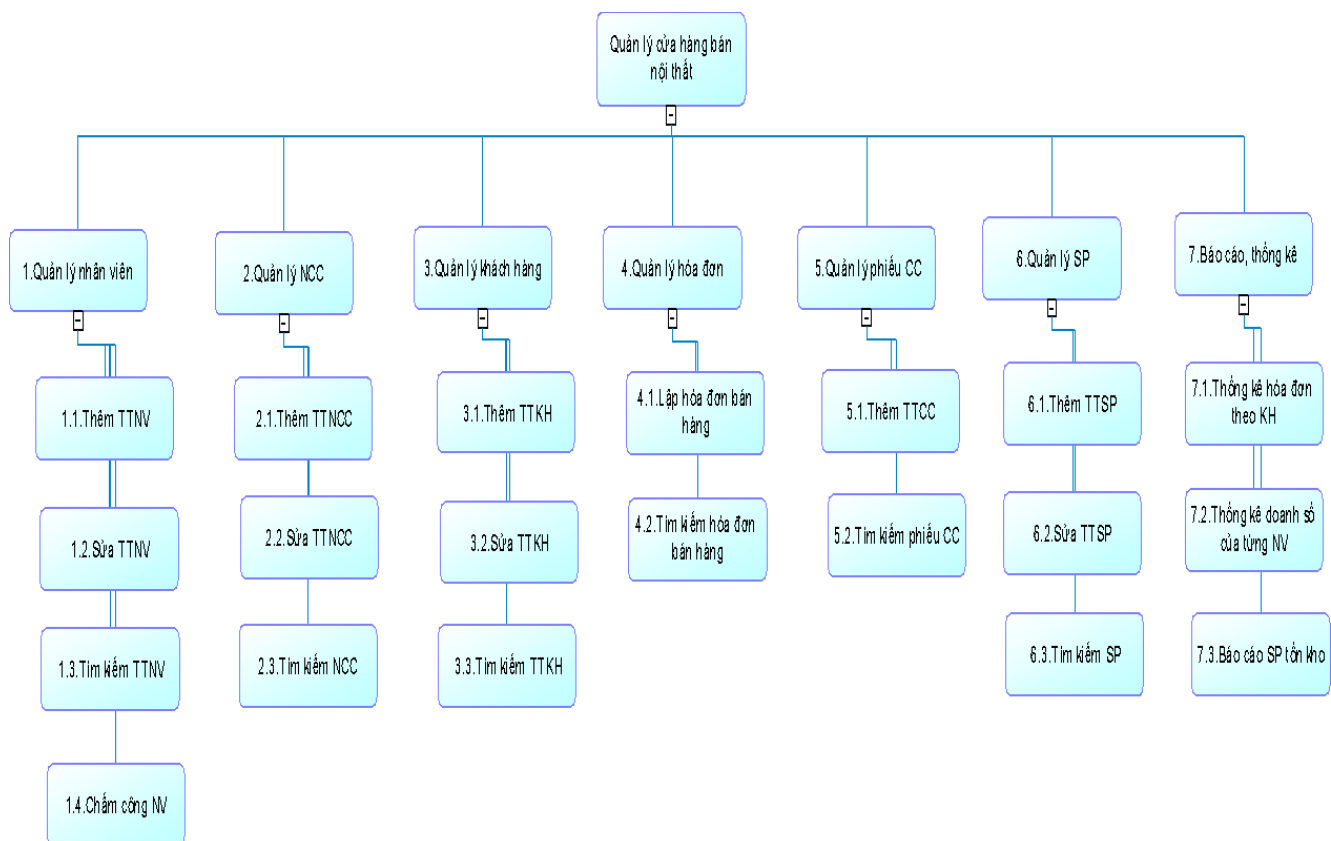 Quản lý cửa hàng bán
nội thất
1.Quản lý nhân viên
2.Quản lý NCC
3.Quản lý khách hàng
4.Quản lý hóa đơn
5.Quản lý phiếu CC
6.Quản lý SP
7.Báo cáo, thống kê
1.1.Thêm TTNV
2.1.Thêm TTNCC
3.1.Thêm TTKH
4.1.Lập hóa đơn bán
hàng
5.1.Thêm TTCC
6.1.Thêm TTSP
7.1.Thống kê hóa đơn
theo KH
1.2.Sửa TTNV
2.2.Sửa TTNCC
3.2.Sửa TTKH
4.2.Tìm kiếm hóa đơn
bán hàng
5.2.Tìm kiếm phiếu CC
6.2.Sửa TTSP
7.2.Thống kê doanh số
của từng NV
1.3.Tìm kiếm TTNV
2.3.Tìm kiếm NCC
3.3.Tìm kiếm TTKH
6.3.Tìm kiếm SP
7.3.Báo cáo SP tồn kho
1.4.Chấm công NV